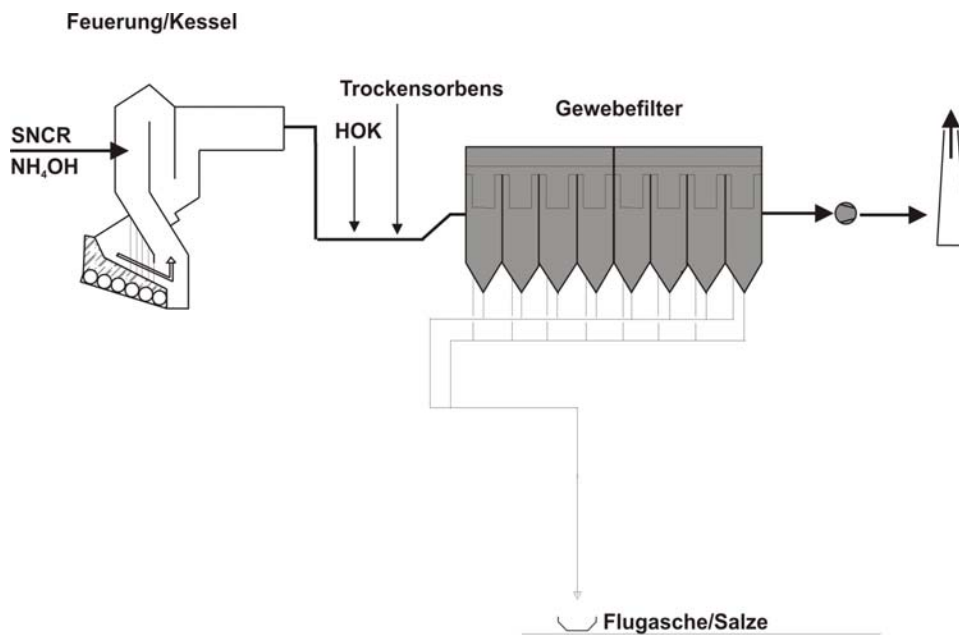 Feuerung/Kessel
Trockensorbens
HOK
Gewebefilter
SNCR
NH₄OH
Flugasche/Salze